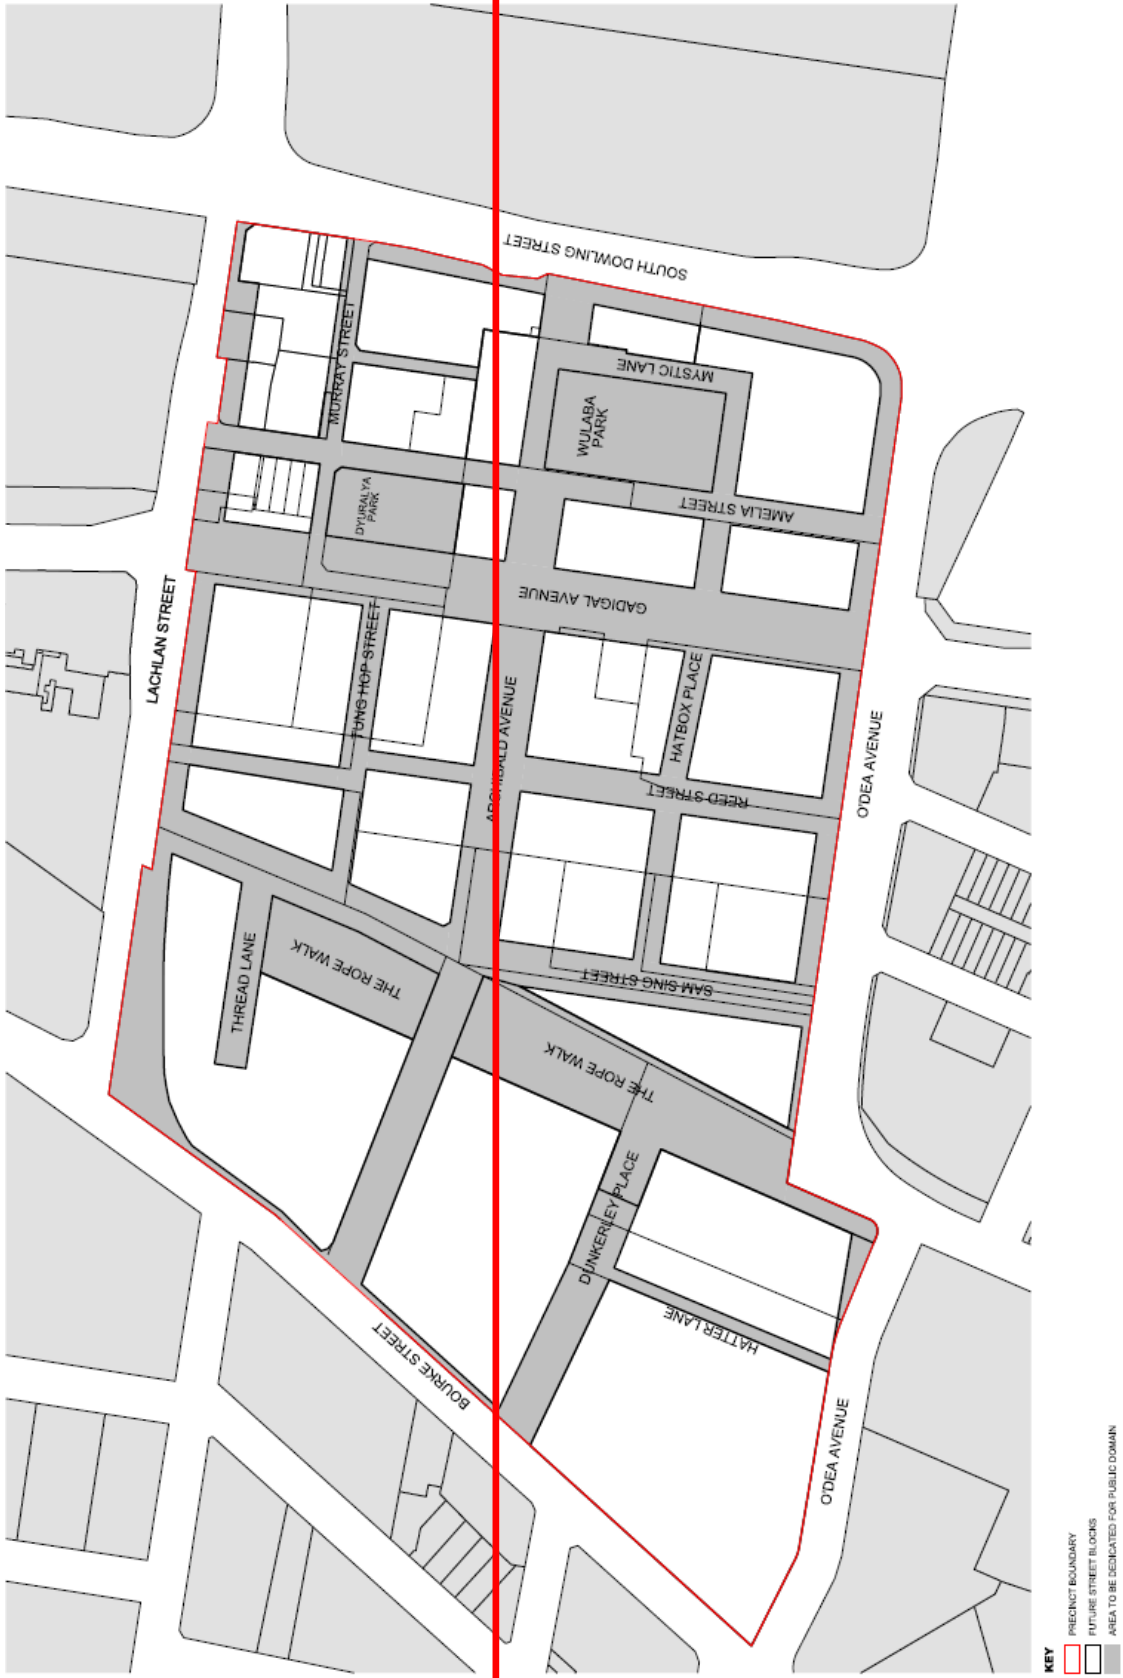 SOUTH DOWLING STREET
MURRAY STREET
MYSTIC LANE
WULABA
PARK
DYURALYA
PARK
AMELIA STREET
LACHLAN STREET
GADIGAL AVENUE
TUNG HOP STREET
ARCHIBALD AVENUE
HATBOX PLACE
REED STREET
O'DEA AVENUE
THE ROPE WALK
THREAD LANE
SAM SING STREET
THE ROPE WALK
DUNKERLEY PLACE
HATTER LANE
BOURKE STREET
O'DEA AVENUE
KEY
PRECINCT BOUNDARY
FUTURE STREET BLOCKS
AREA TO BE DEDICATED FOR PUBLIC DOMAIN